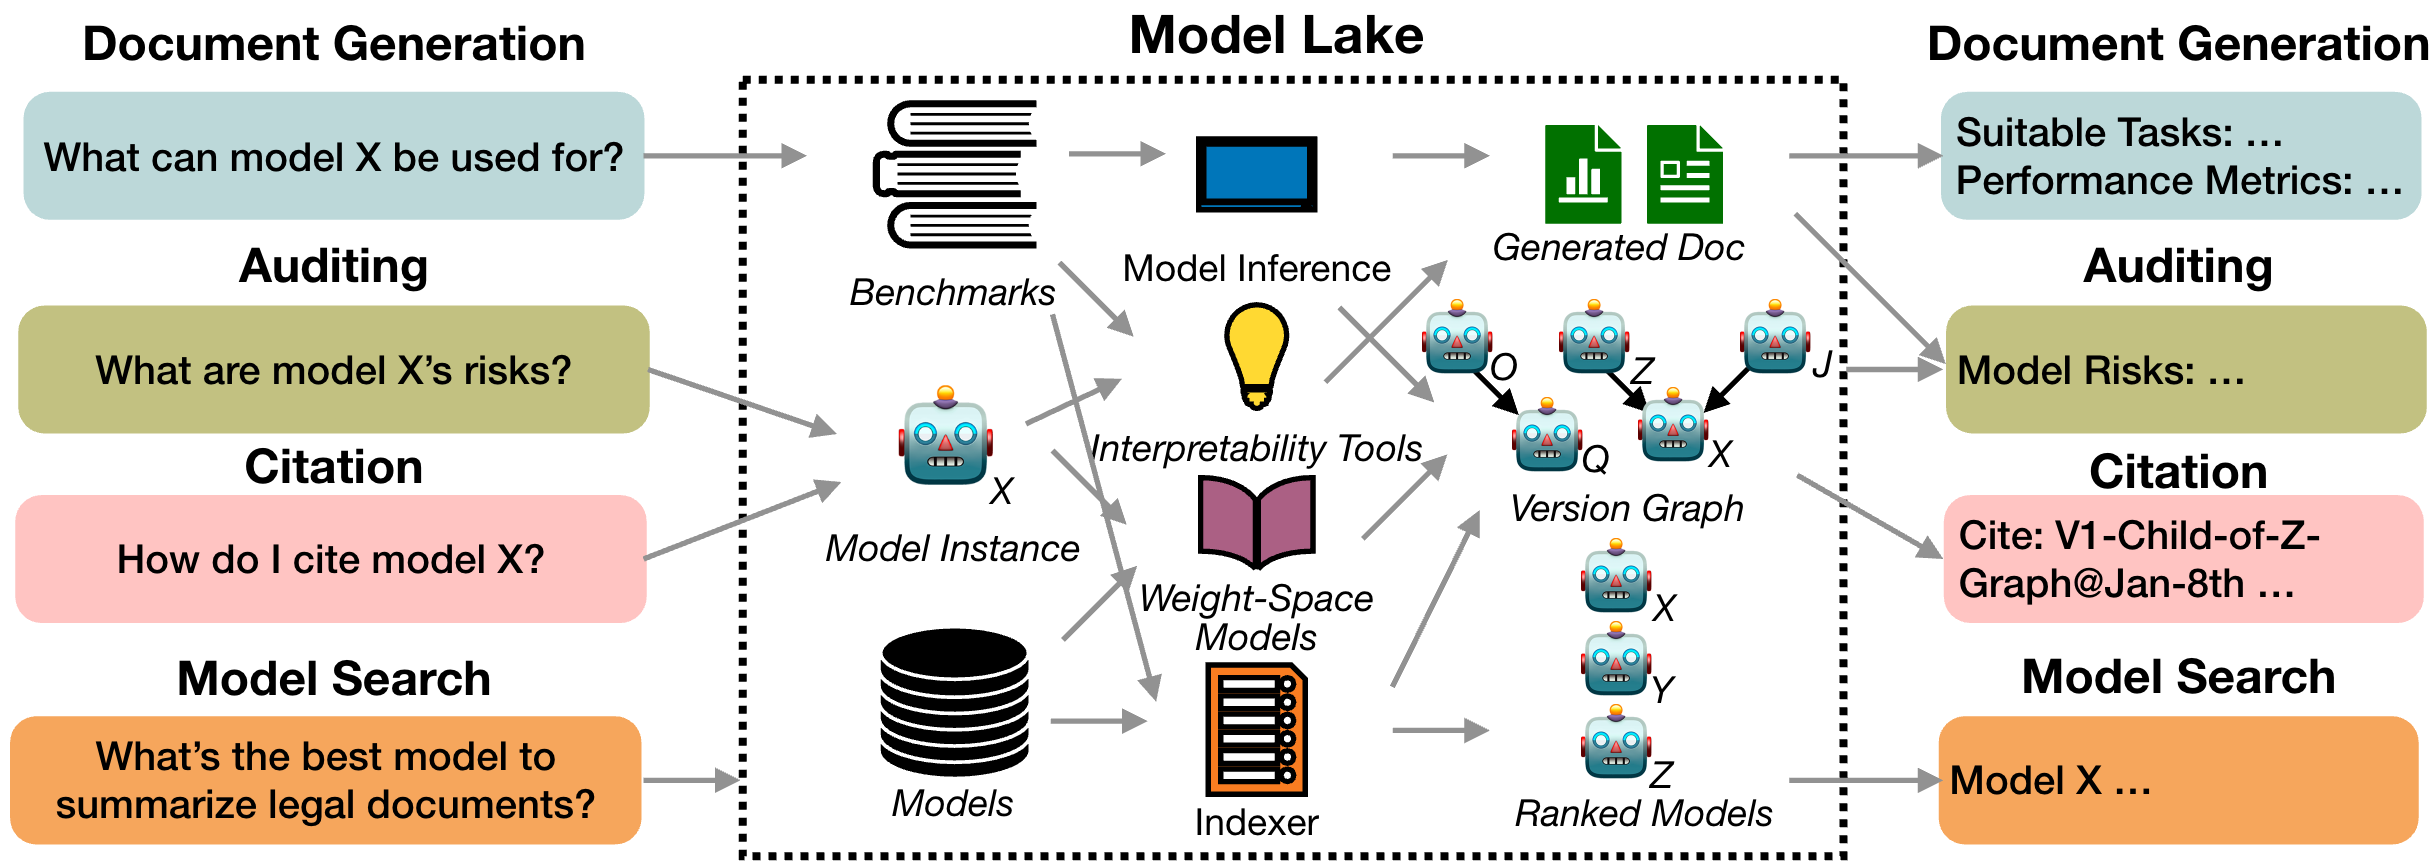 Document Generation
What can model X be used for?
Auditing
What are model X's risks?
Citation
How do I cite model X?
Model Search
What's the best model to
summarize legal documents?
Model Lake
Benchmarks
Model Inference
Generated Doc
Interpretability Tools
X
Model Instance
O
Z
J
Q
X
Version Graph
Weight-Space
Models
Models
Indexer
X
Y
Z
Ranked Models
Document Generation
Suitable Tasks: ...
Performance Metrics: ...
Auditing
Model Risks: ...
Citation
Cite: V1-Child-of-Z-
Graph@Jan-8th ...
Model Search
Model X ...